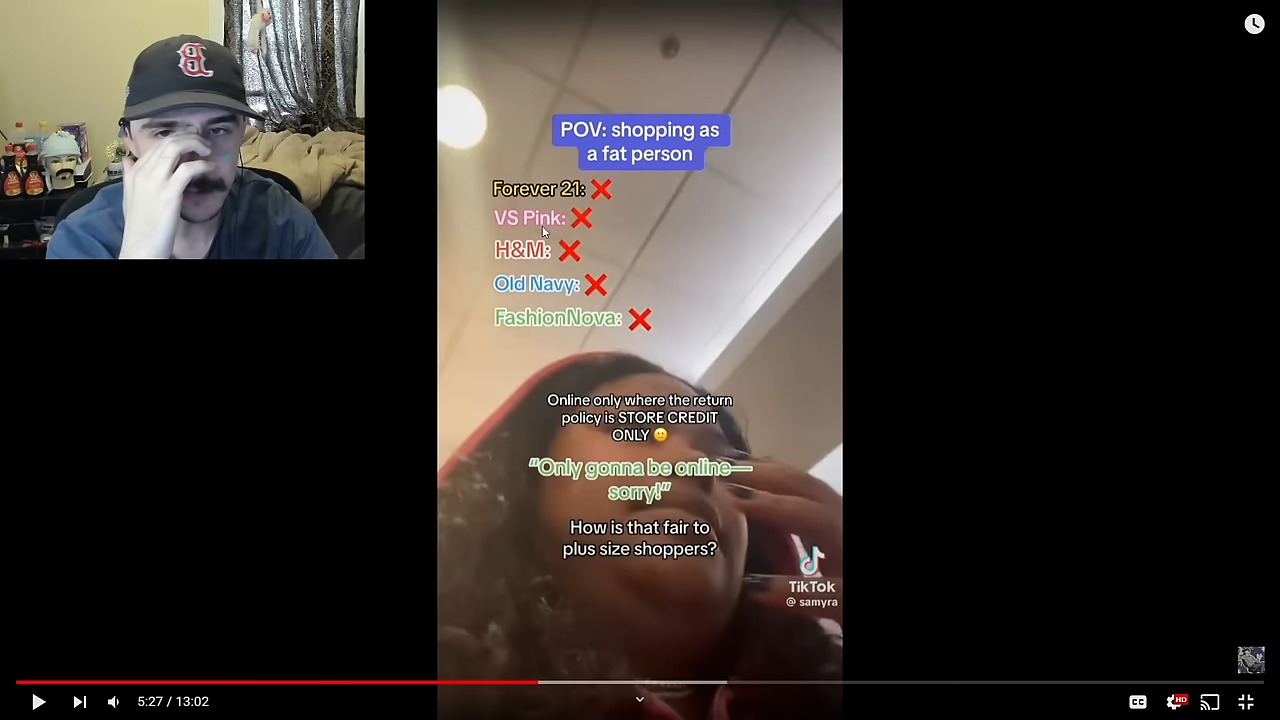 B
POV: shopping as
a fat person
Forever 21: ❌
VS Pink: ❌
H&M: ❌
Old Navy: ❌
FashionNova: ❌
Online only where the return
policy is STORE CREDIT
ONLY 🙂
“Only gonna be online—
sorry!”
How is that fair to
plus size shoppers?
TikTok
@ samyra
5:27 / 13:02
CC
HD